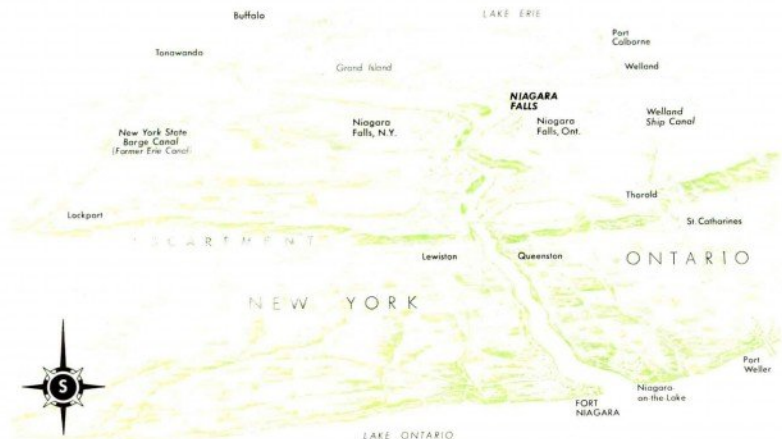 Buffalo
LAKE ERIE
Port
Colborne
Tonawanda
Welland
Grand Island
NIAGARA
FALLS
Welland
Ship Canal
Niagara
Falls, N.Y.
Niagara
Falls, Ont.
New York State
Barge Canal
(Former Erie Canal)
Thorold
Lockport
St. Catharines
ESCARPMENT
Lewiston
Queenston
ONTARIO
NEW YORK
Port
Weller
S
Niagara
on the Lake
FORT
NIAGARA
LAKE ONTARIO